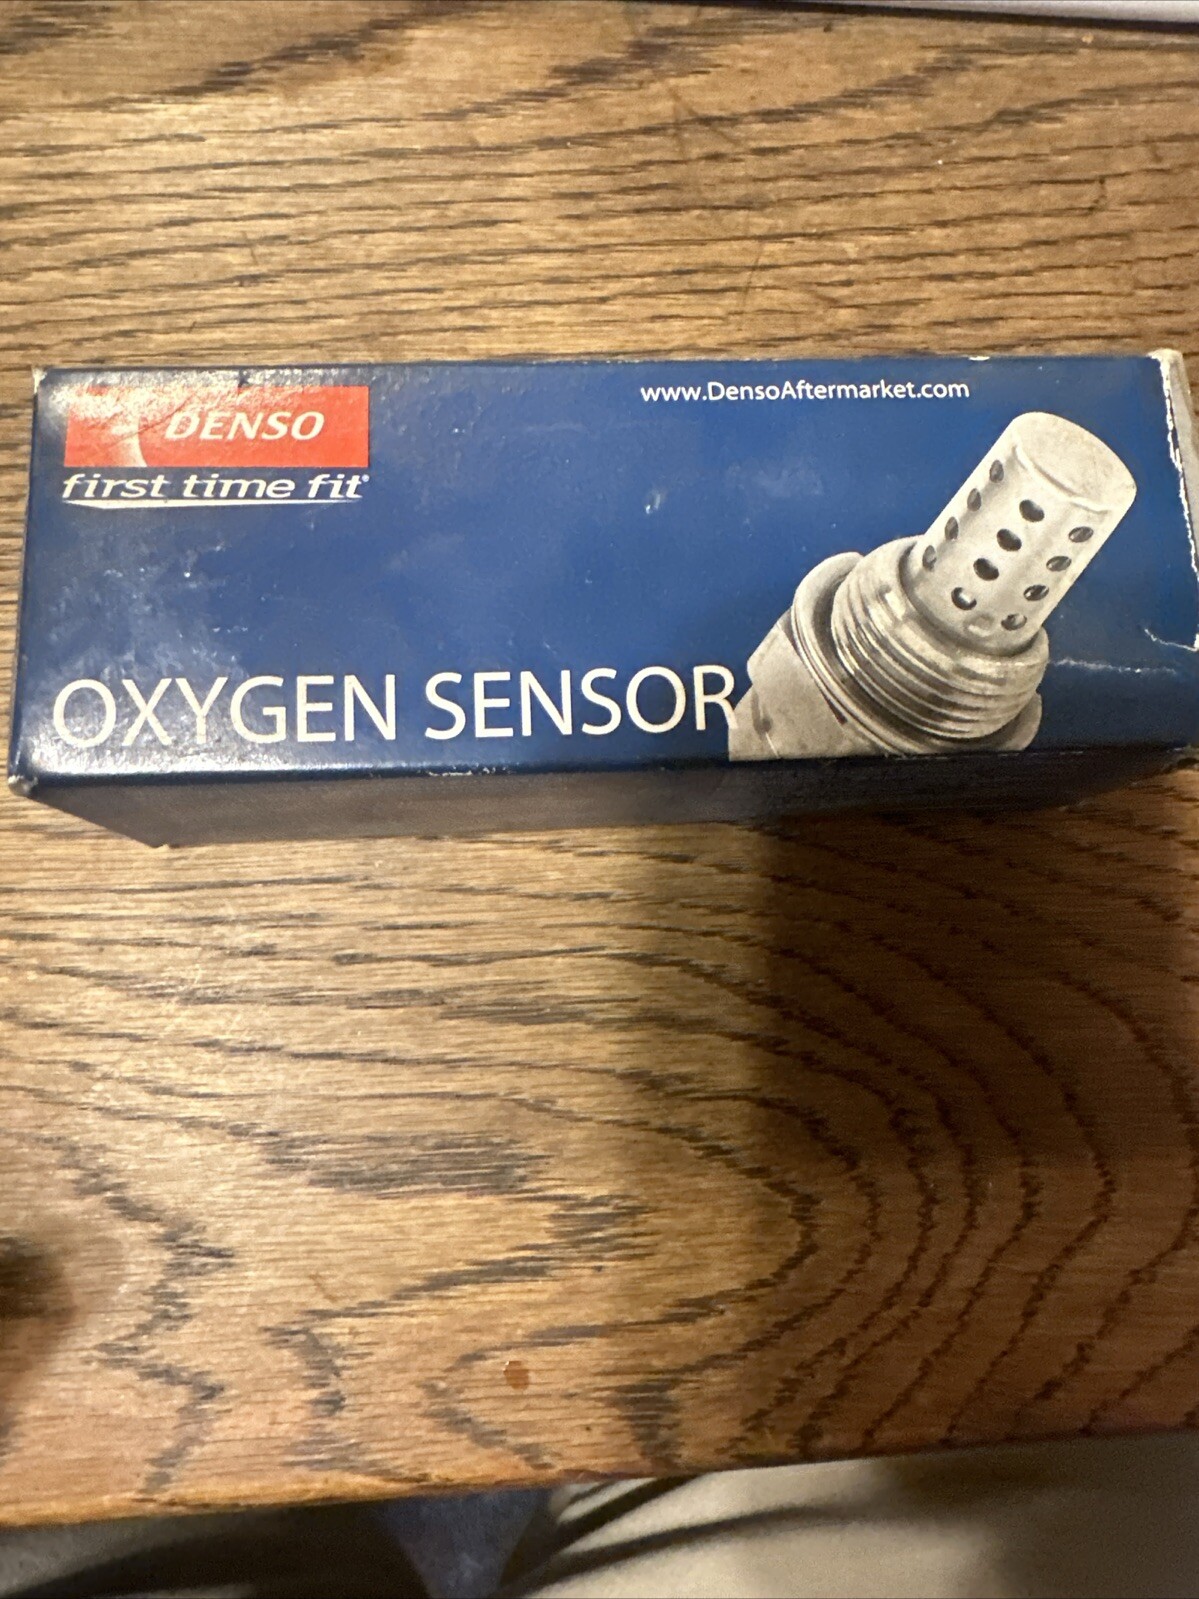 DENSO
first time fit®
www.DensoAftermarket.com
OXYGEN SENSOR